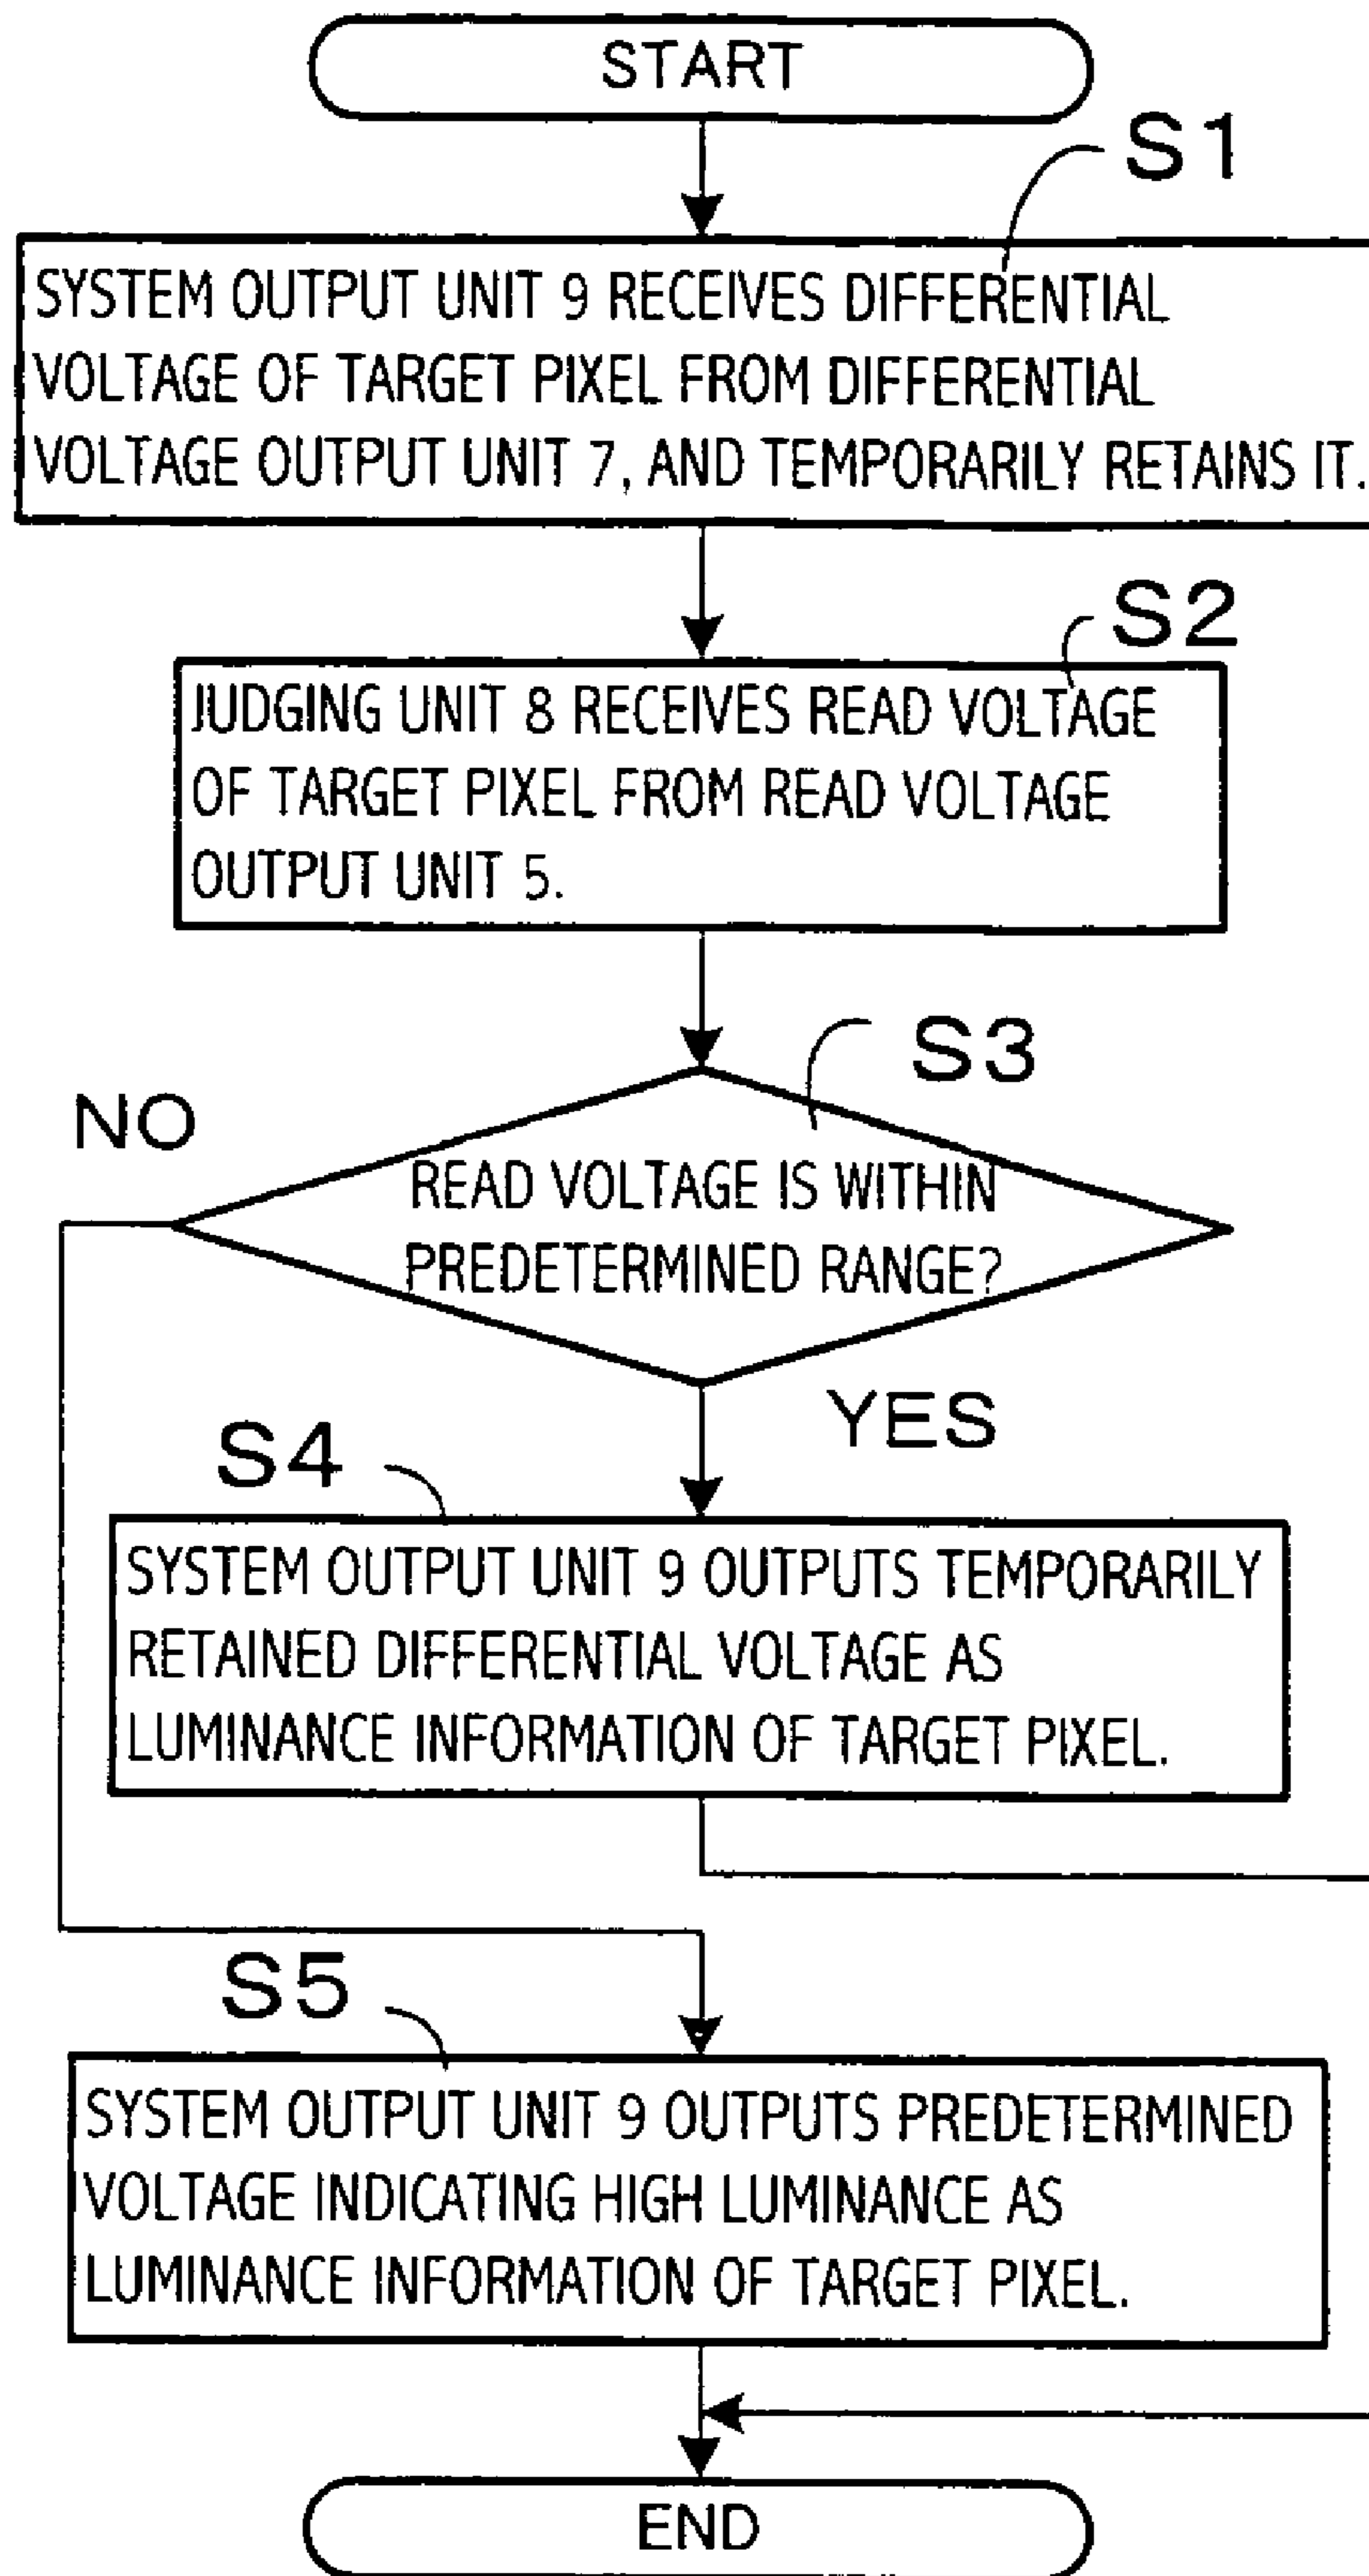 START
S1
SYSTEM OUTPUT UNIT 9 RECEIVES DIFFERENTIAL
VOLTAGE OF TARGET PIXEL FROM DIFFERENTIAL
VOLTAGE OUTPUT UNIT 7, AND TEMPORARILY RETAINS IT.
S2
JUDGING UNIT 8 RECEIVES READ VOLTAGE
OF TARGET PIXEL FROM READ VOLTAGE
OUTPUT UNIT 5.
S3
NO
READ VOLTAGE IS WITHIN
PREDETERMINED RANGE?
YES
S4
SYSTEM OUTPUT UNIT 9 OUTPUTS TEMPORARILY
RETAINED DIFFERENTIAL VOLTAGE AS
LUMINANCE INFORMATION OF TARGET PIXEL.
S5
SYSTEM OUTPUT UNIT 9 OUTPUTS PREDETERMINED
VOLTAGE INDICATING HIGH LUMINANCE AS
LUMINANCE INFORMATION OF TARGET PIXEL.
END